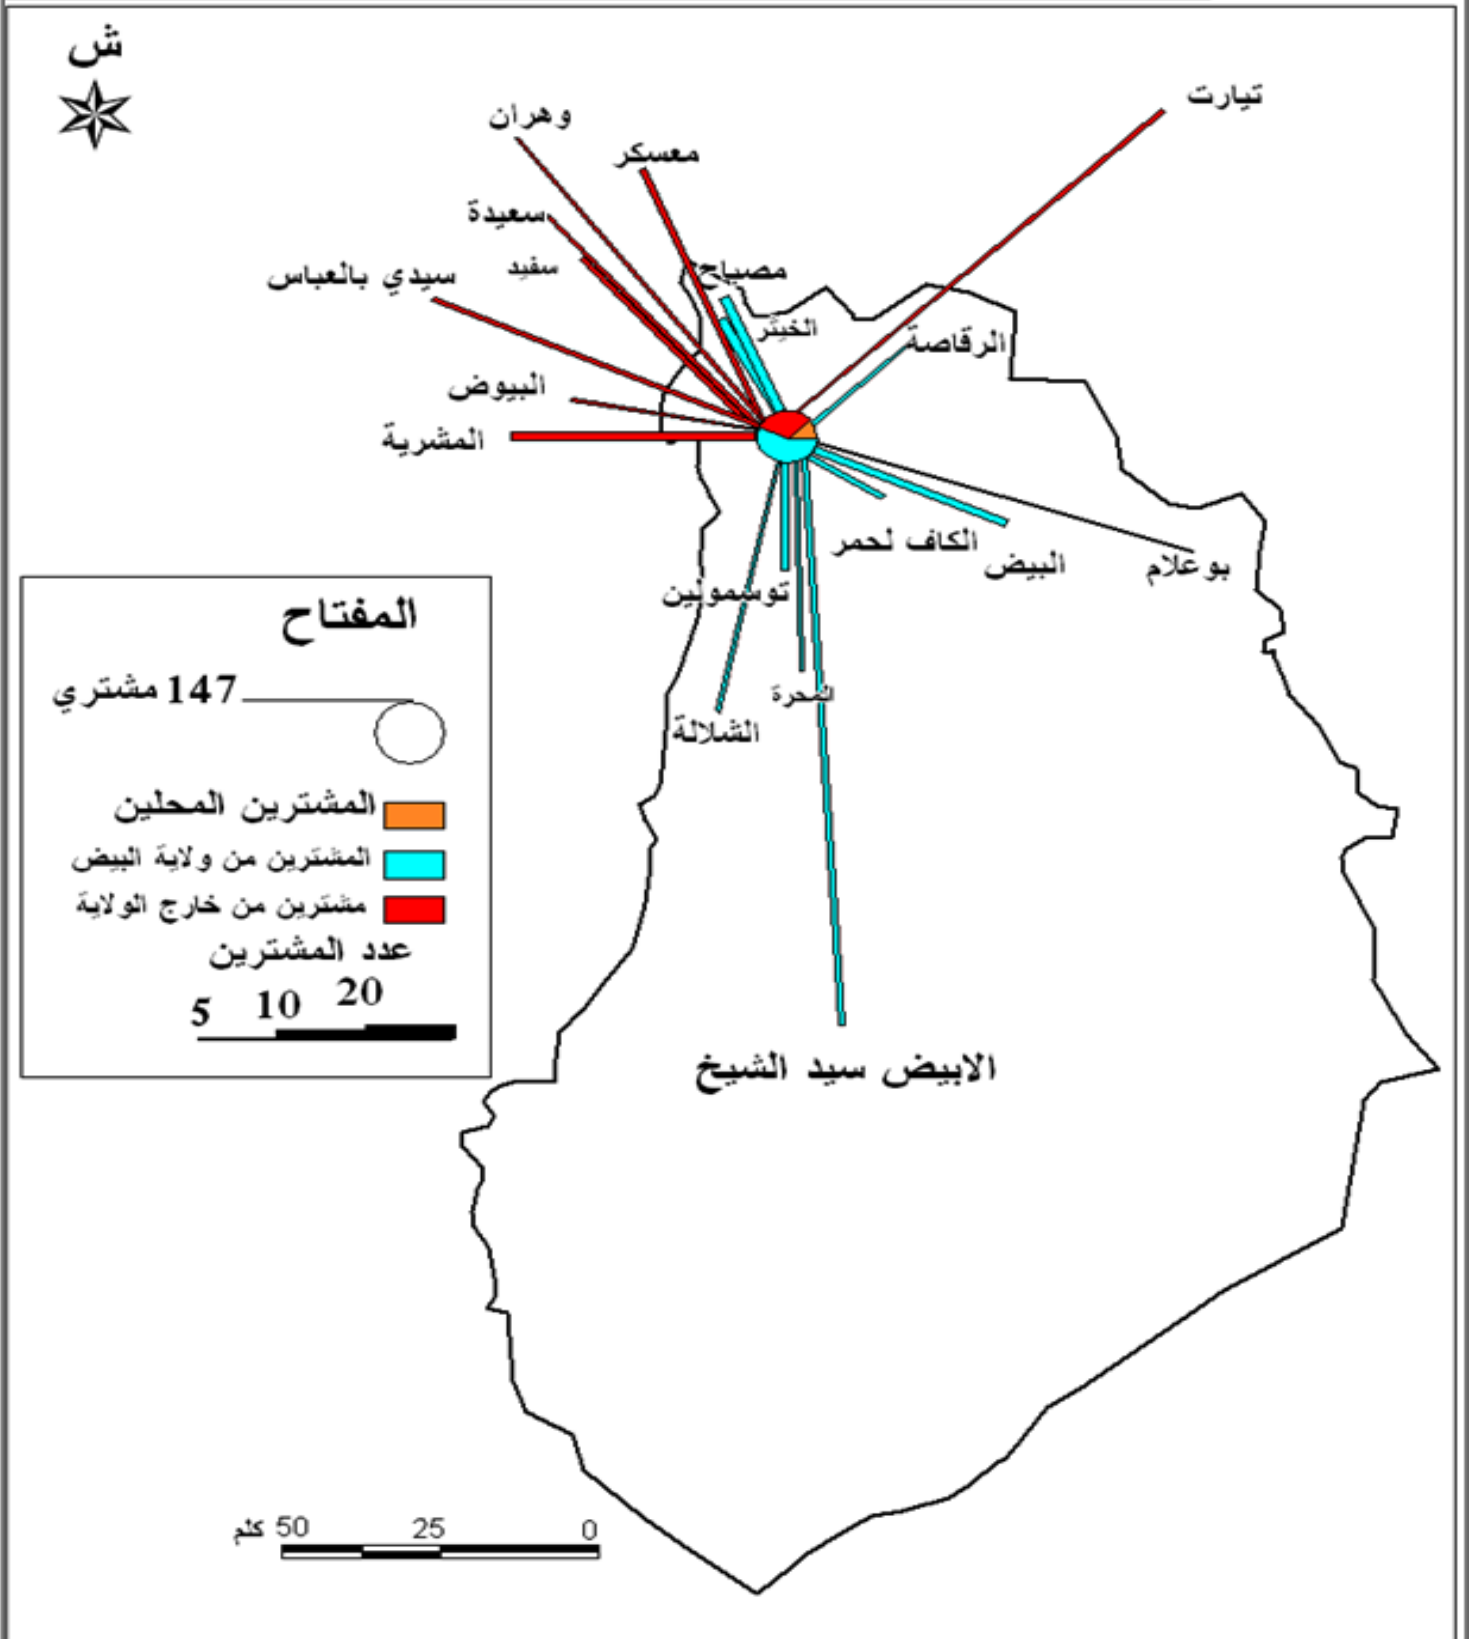 ش
تيارت
وهران
معسكر
سعيدة
سفيد
مصباح
سيدي بالعباس
الخيثر
الرقاصة
البيوض
المشرية
الكاف لحمر
البيض
بوعلام
توسمولين
المحرة
الشلالة
الابيض سيد الشيخ
المفتاح
147 مشتري
المشترين المحلين
المشترين من ولاية البيض
مشترين من خارج الولاية
عدد المشترين
5 10 20
50 كلم 25 0